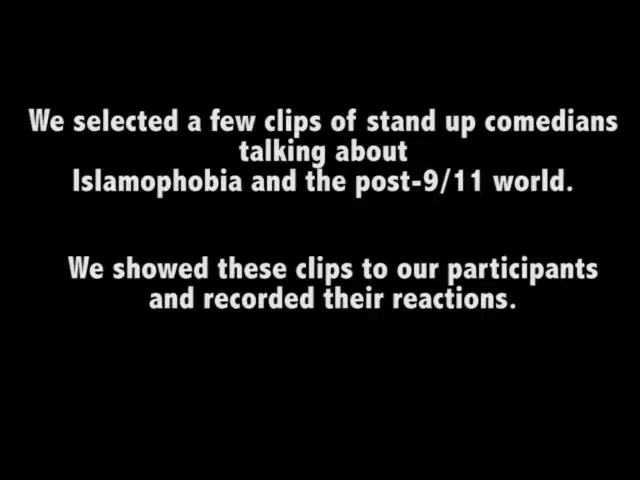 We selected a few clips of stand up comedians
talking about
Islamophobia and the post-9/11 world.
We showed these clips to our participants
and recorded their reactions.